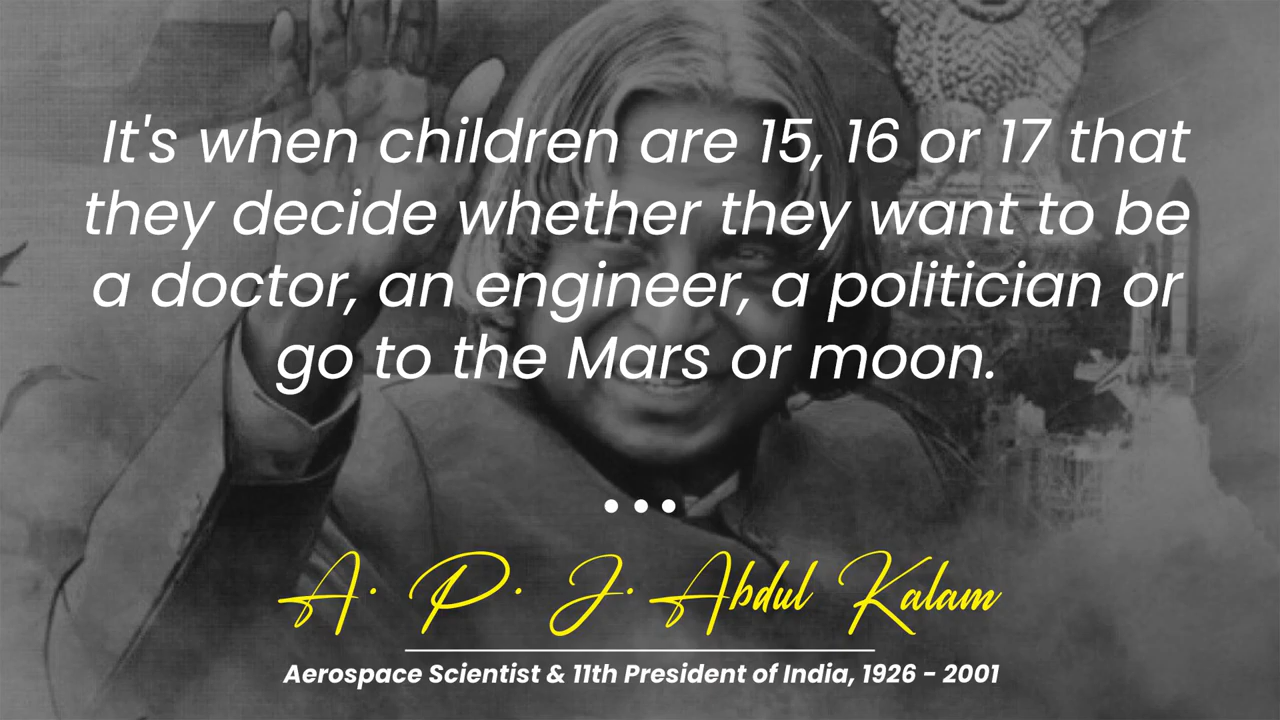 It's when children are 15, 16 or 17 that
they decide whether they want to be
a doctor, an engineer, a politician or
go to the Mars or moon.
A. P. J. Abdul Kalam
Aerospace Scientist & 11th President of India, 1926 - 2001